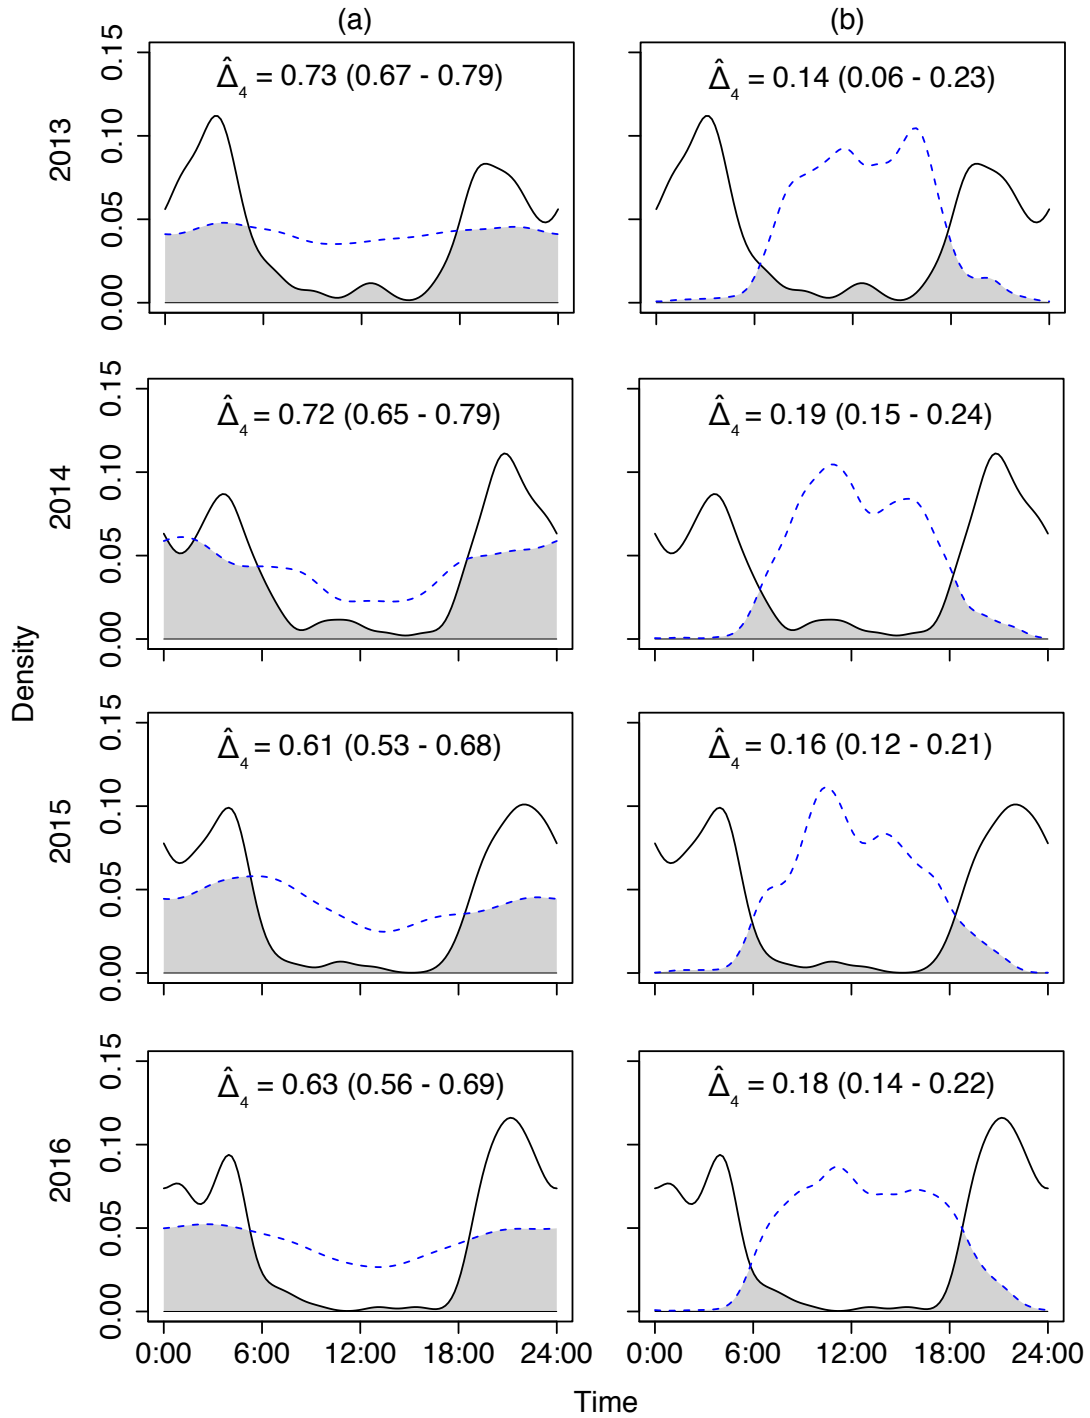 (a) (b)
2013
0.00 0.05 0.10 0.15
Δ̂₄ = 0.73 (0.67 - 0.79)
Δ̂₄ = 0.14 (0.06 - 0.23)
2014
0.00 0.05 0.10 0.15
Δ̂₄ = 0.72 (0.65 - 0.79)
Δ̂₄ = 0.19 (0.15 - 0.24)
Density
2015
0.00 0.05 0.10 0.15
Δ̂₄ = 0.61 (0.53 - 0.68)
Δ̂₄ = 0.16 (0.12 - 0.21)
2016
0.00 0.05 0.10 0.15
Δ̂₄ = 0.63 (0.56 - 0.69)
Δ̂₄ = 0.18 (0.14 - 0.22)
0:00 6:00 12:00 18:00 24:00
0:00 6:00 12:00 18:00 24:00
Time